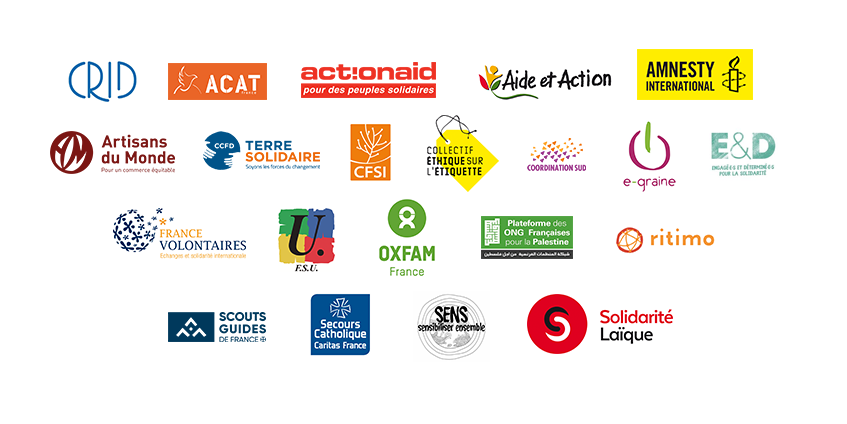 CRID
ACAT
FRANCE
act!onaid
pour des peuples solidaires
Aide et Action
AMNESTY
INTERNATIONAL
Artisans
du Monde
Pour un commerce équitable
CCFD
TERRE
SOLIDAIRE
Soyons les forces du changement
CFSI
COLLECTIF
ÉTHIQUE SUR
L'ÉTIQUETTE
COORDINATION SUD
e-graine
E&D
ENGAGÉ·E·S ET DÉTERMINÉ·E·S
POUR LA SOLIDARITÉ
FRANCE
VOLONTAIRES
Echanges et solidarité internationale
U.
F.S.U.
OXFAM
France
Plateforme des
ONG Françaises
pour la Palestine
شبكة المنظمات الفرنسية من أجل فلسطين
ritimo
SCOUTS
GUIDES
DE FRANCE
Secours
Catholique
Caritas France
SENS
sensibiliser ensemble
Solidarité
Laïque